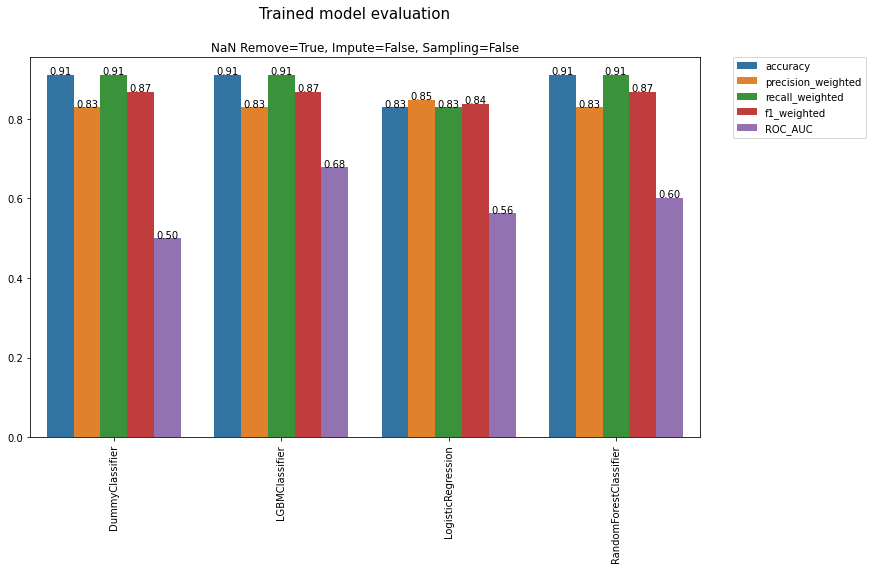 Trained model evaluation
NaN Remove=True, Impute=False, Sampling=False
accuracy
precision_weighted
recall_weighted
f1_weighted
ROC_AUC
0.91
0.83
0.91
0.87
0.50
0.91
0.83
0.91
0.87
0.68
0.83
0.85
0.83
0.84
0.56
0.91
0.83
0.91
0.87
0.60
0.8
0.6
0.4
0.2
0.0
DummyClassifier
LGBMClassifier
LogisticRegression
RandomForestClassifier